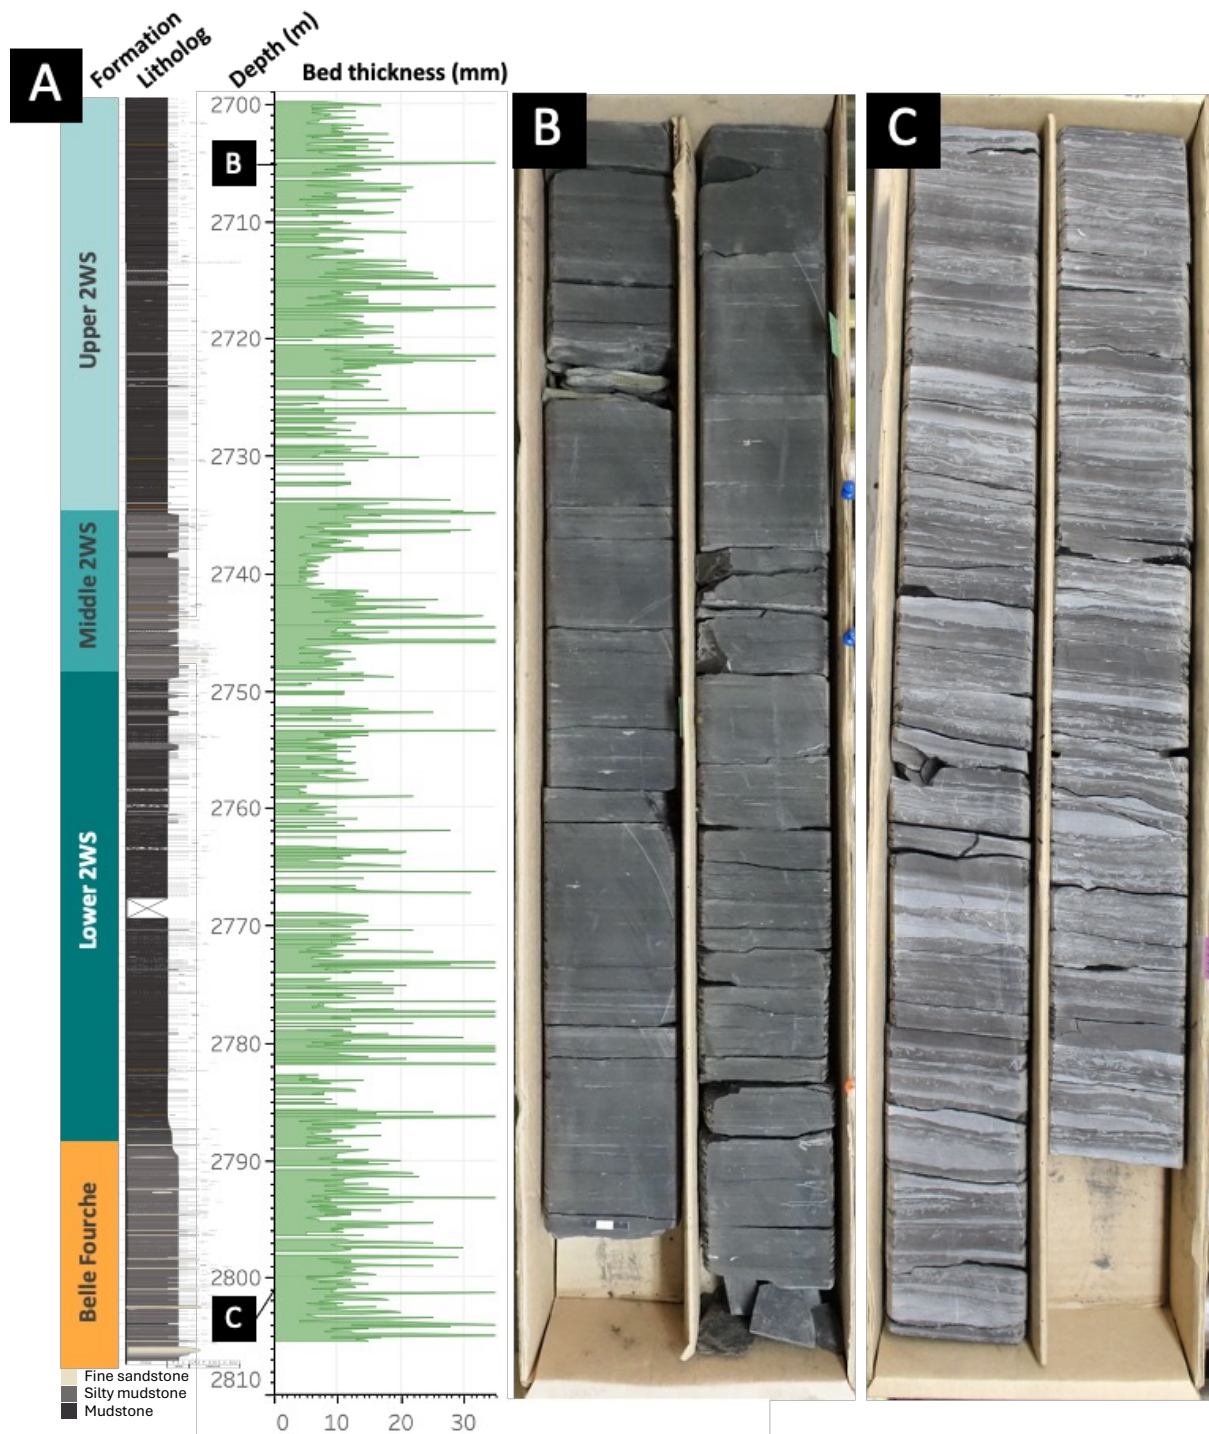 A
Formation
Litholog
Depth (m)
Bed thickness (mm)
B
C
2700
B
2710
2720
2730
2740
2750
2760
2770
2780
2790
2800
C
2810
0 10 20 30
Upper 2WS
Middle 2WS
Lower 2WS
Belle Fourche
Fine sandstone
Silty mudstone
Mudstone